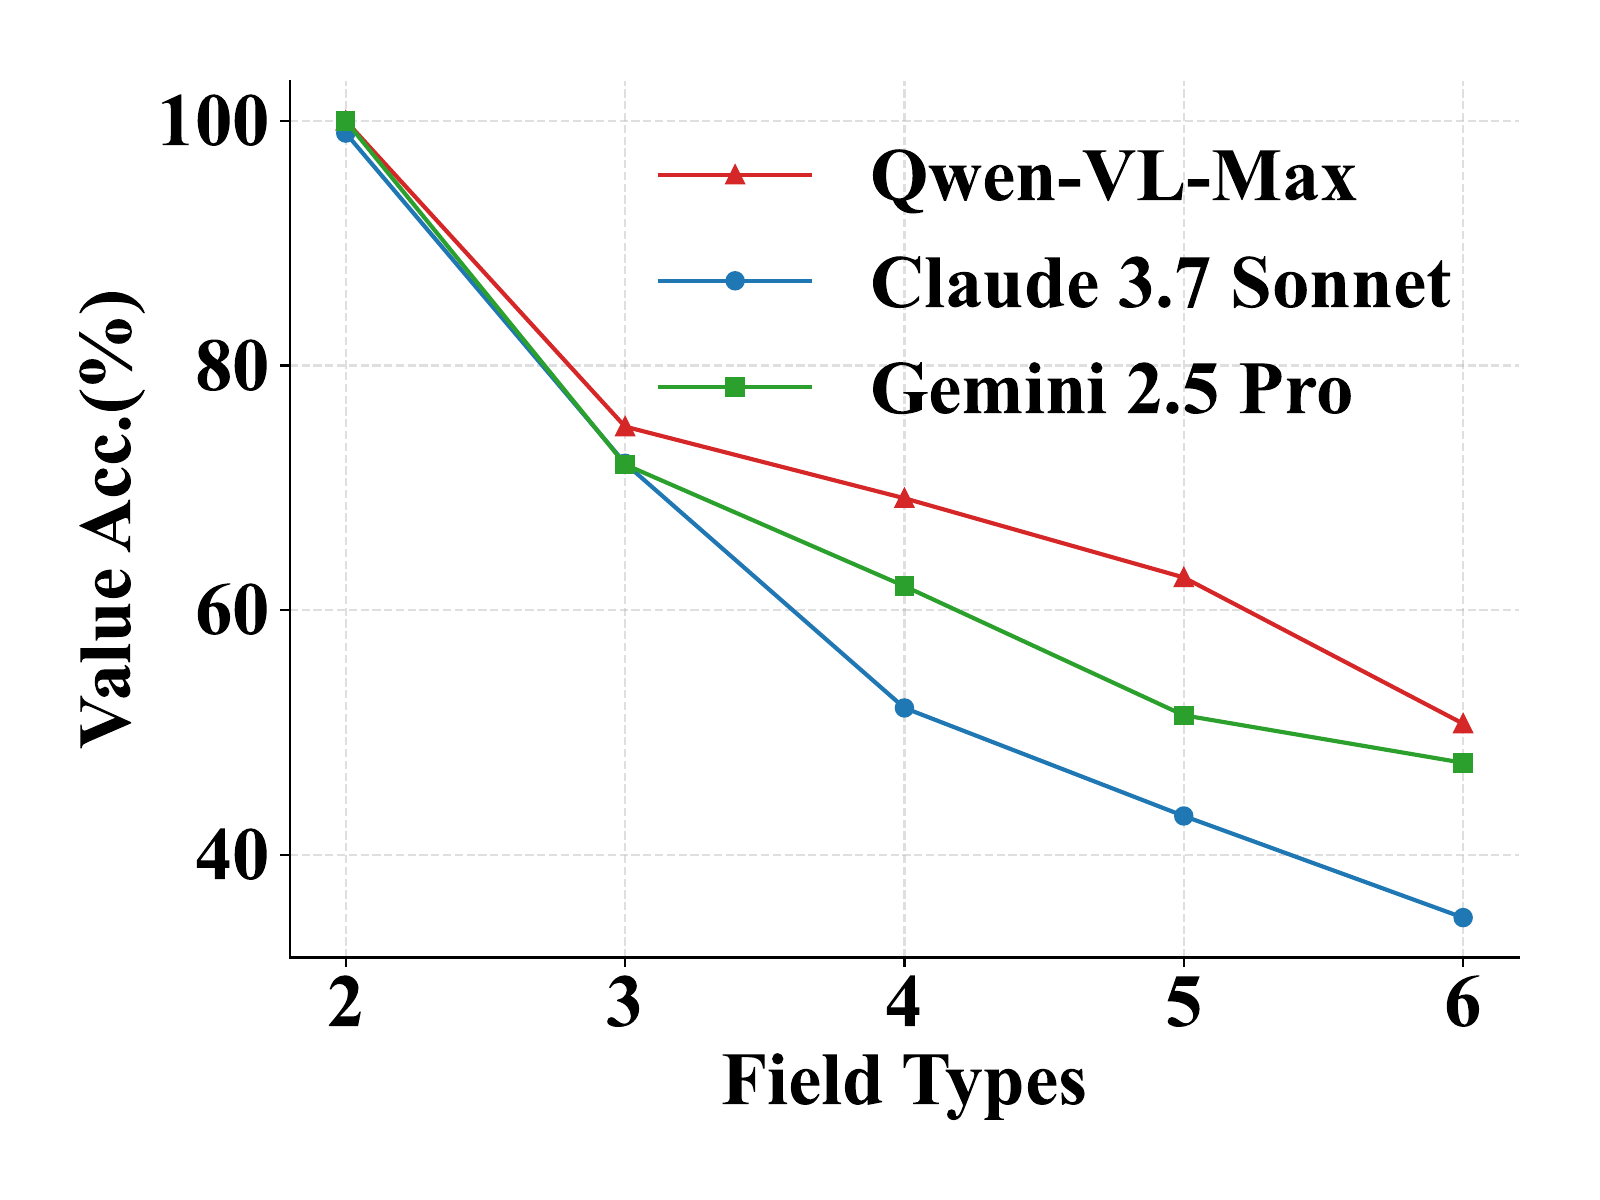 100
80
60
40
Value Acc.(%)
Qwen-VL-Max
Claude 3.7 Sonnet
Gemini 2.5 Pro
2 3 4 5 6
Field Types